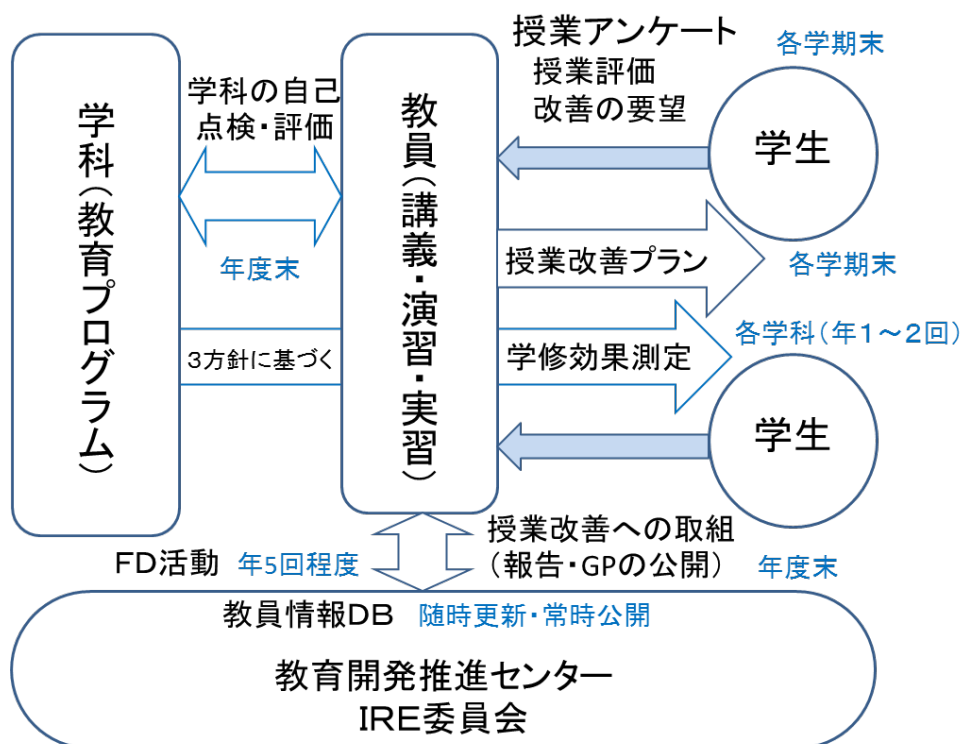 授業アンケート
各学期末
授業評価
改善の要望
学科の自己
点検・評価
学科(教育プログラム)
教員(講義・演習・実習)
学生
年度末
授業改善プラン
各学期末
各学科(年1～2回)
3方針に基づく
学修効果測定
学生
授業改善への取組
(報告・GPの公開)
年度末
FD活動
年5回程度
教員情報DB
随時更新・常時公開
教育開発推進センター
IRE委員会